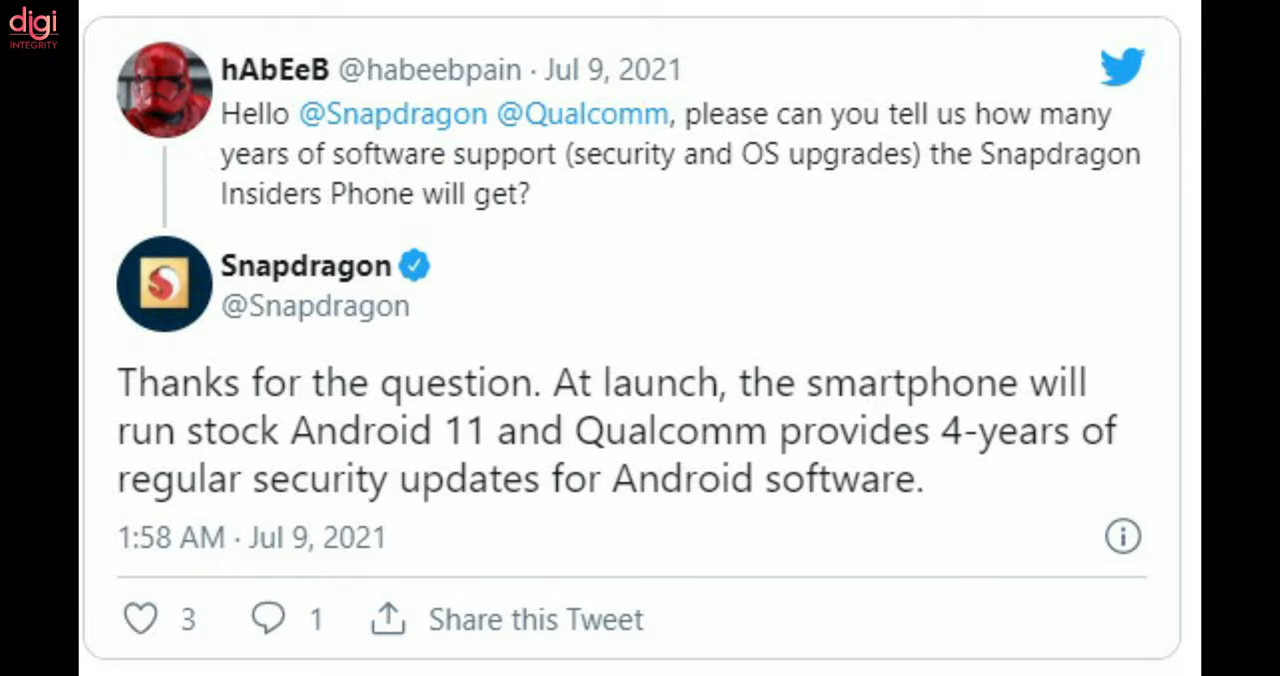 digi
INTEGRITY
hAbEeB @habeebpain · Jul 9, 2021
Hello @Snapdragon @Qualcomm, please can you tell us how many
years of software support (security and OS upgrades) the Snapdragon
Insiders Phone will get?
Snapdragon
@Snapdragon
Thanks for the question. At launch, the smartphone will
run stock Android 11 and Qualcomm provides 4-years of
regular security updates for Android software.
1:58 AM · Jul 9, 2021
3 1 Share this Tweet